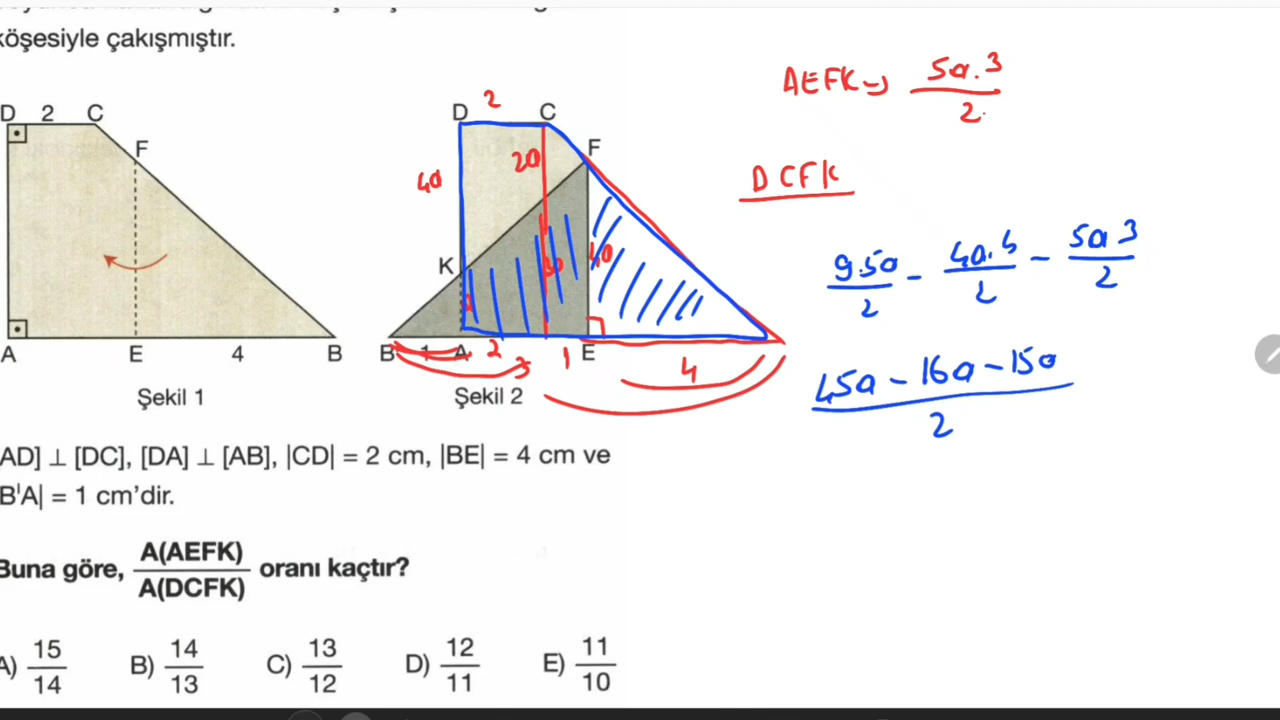 köşesiyle çakışmıştır.
AEFK → 5a.3 / 2
D 2 C
F
A E 4 B
Şekil 1
D 2 C
F
40
20
K
B 1 A 2 3 1 E 4
Şekil 2
DCFK
9.5a / 2 - 4a.4 / 2 - 5a.3 / 2
45a - 16a - 15a / 2
AD] ⊥ [DC], [DA] ⊥ [AB], |CD| = 2 cm, |BE| = 4 cm ve
B'A| = 1 cm'dir.
Buna göre, A(AEFK) / A(DCFK) oranı kaçtır?
A) 15/14 B) 14/13 C) 13/12 D) 12/11 E) 11/10